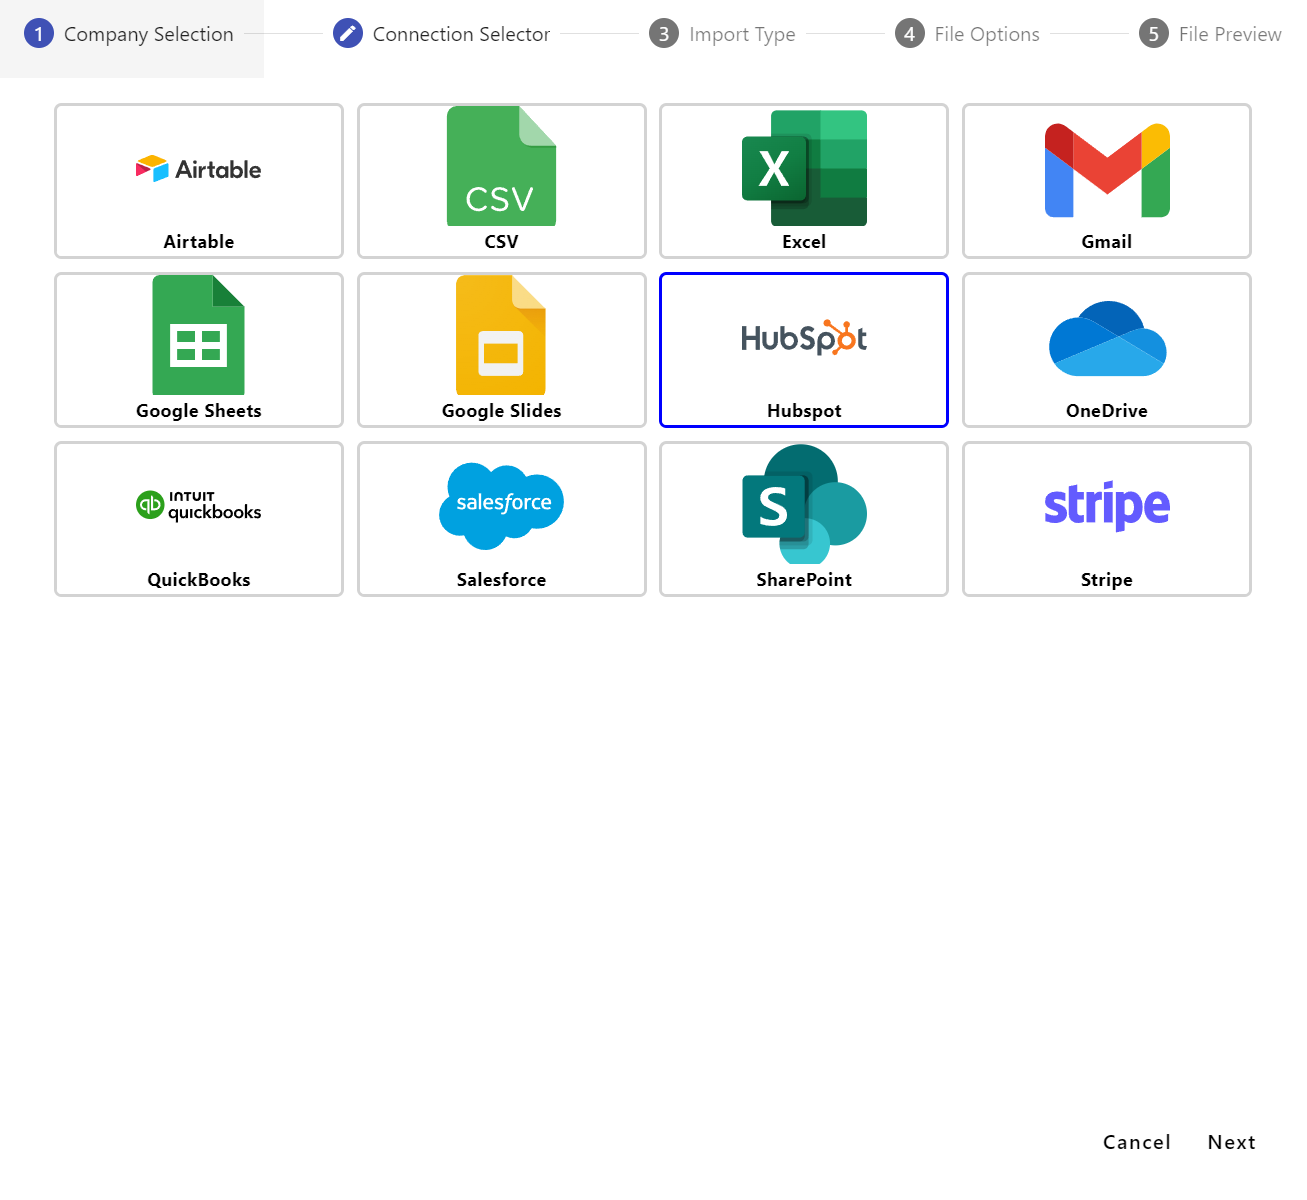 1 Company Selection
Connection Selector
3 Import Type
4 File Options
5 File Preview
Airtable
Airtable
CSV
CSV
X
Excel
Gmail
Google Sheets
Google Slides
HubSpot
Hubspot
OneDrive
qb INTUIT
quickbooks
QuickBooks
salesforce
Salesforce
S
SharePoint
stripe
Stripe
Cancel
Next